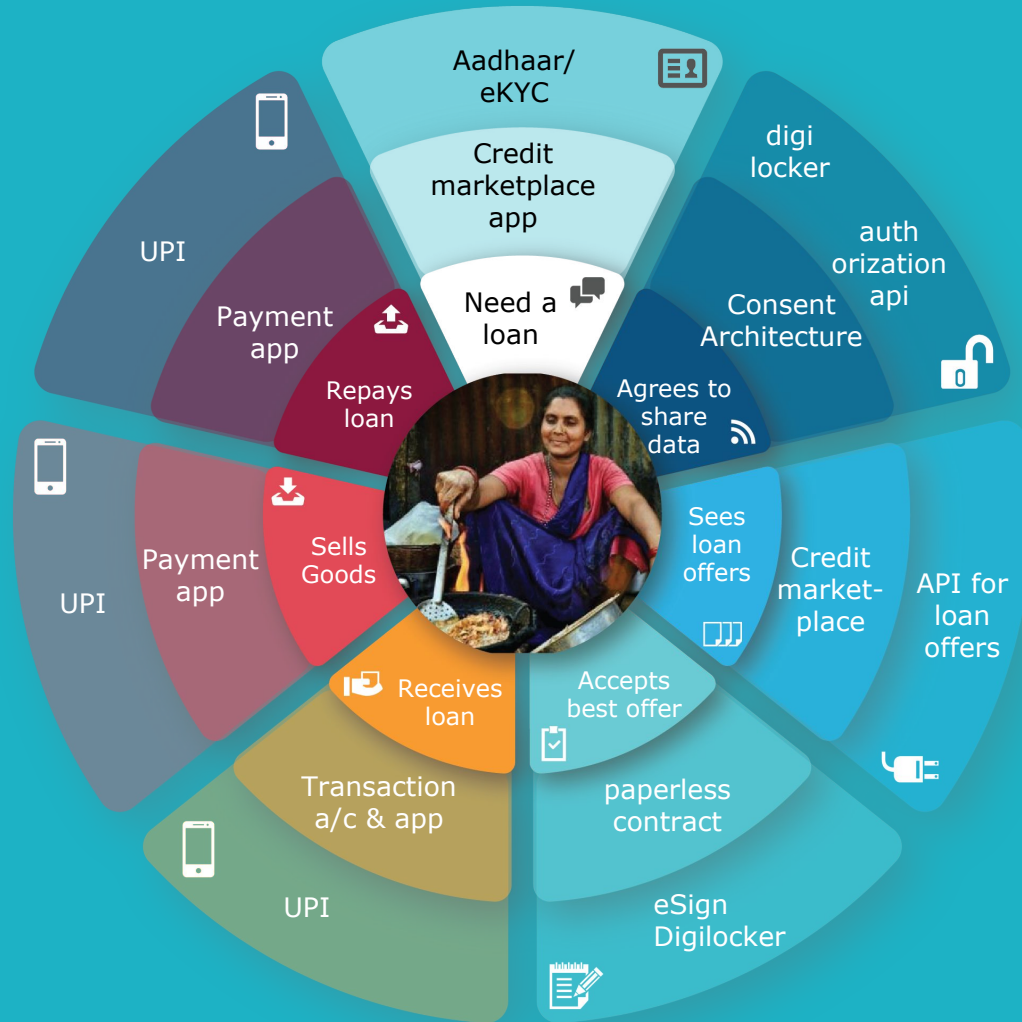 Aadhaar/
eKYC
Credit
marketplace
app
Need a
loan
digi
locker
auth
orization
api
Consent
Architecture
Agrees to
share
data
Sees
loan
offers
Credit
market-
place
API for
loan
offers
Accepts
best offer
paperless
contract
eSign
Digilocker
Receives
loan
Transaction
a/c & app
UPI
Sells
Goods
Payment
app
UPI
Repays
loan
Payment
app
UPI